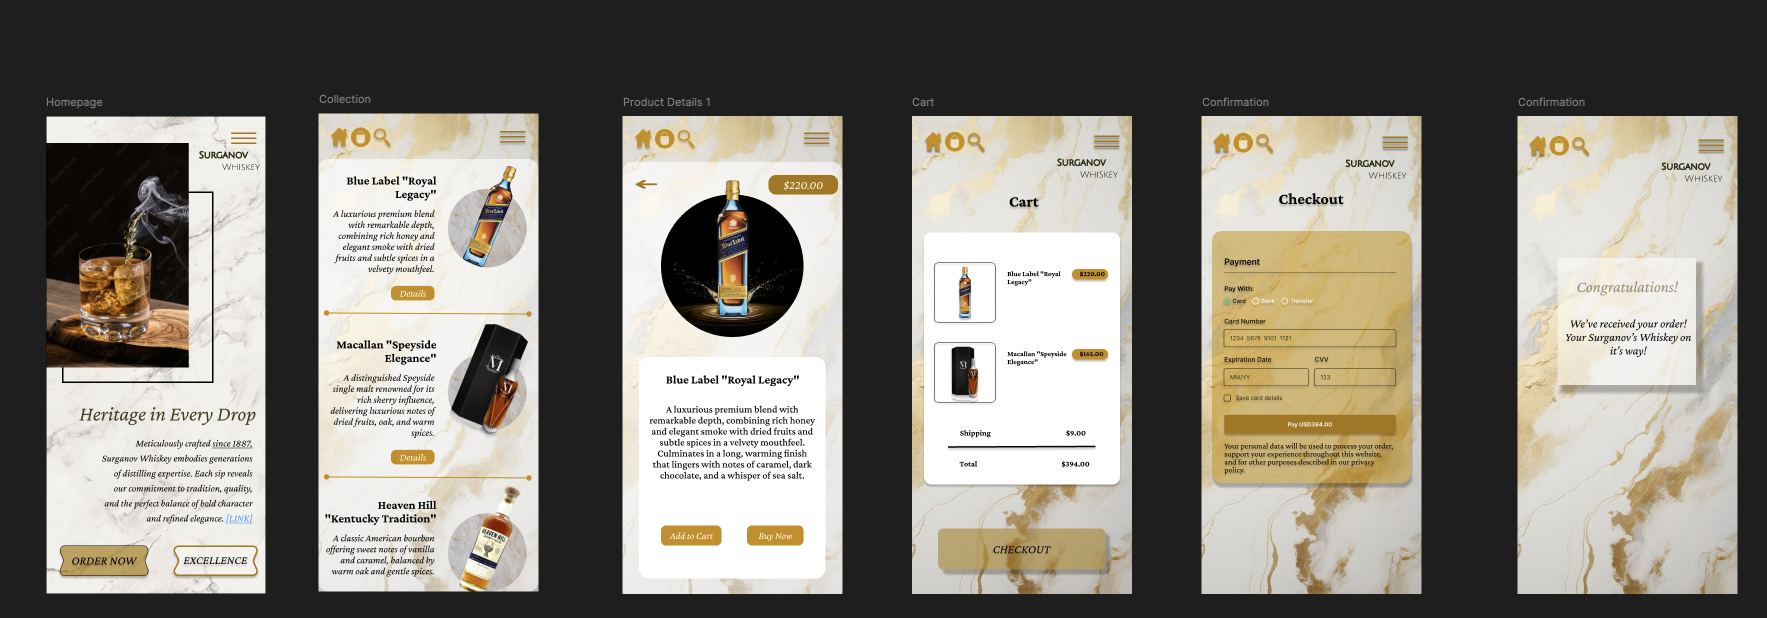 Homepage
SURGANOV
WHISKEY
Heritage in Every Drop
Meticulously crafted since 1887,
Surganov Whiskey embodies generations
of distilling expertise. Each sip reveals
our commitment to tradition, quality,
and the perfect balance of bold character
and refined elegance. [LINK]
ORDER NOW
EXCELLENCE
Collection
Blue Label "Royal
Legacy"
A luxurious premium blend
with remarkable depth,
combining rich honey and
elegant smoke with dried
fruits and subtle spices in a
velvety mouthfeel.
Details
Macallan "Speyside
Elegance"
A distinguished Speyside
single malt renowned for its
rich sherry influence,
delivering luxurious notes of
dried fruits, oak, and warm
spices.
Details
Heaven Hill
"Kentucky Tradition"
A classic American bourbon
offering sweet notes of vanilla
and caramel, balanced by
warm oak and gentle spices.
HEAVEN HILL
Product Details 1
$220.00
Blue Label
Blue Label "Royal Legacy"
A luxurious premium blend with
remarkable depth, combining rich honey
and elegant smoke with dried fruits and
subtle spices in a velvety mouthfeel.
Culminates in a long, warming finish
that lingers with notes of caramel, dark
chocolate, and a whisper of sea salt.
Add to Cart
Buy Now
Cart
SURGANOV
WHISKEY
Cart
Blue Label "Royal
Legacy"
$220.00
Macallan "Speyside
Elegance"
$165.00
Shipping
$9.00
Total
$394.00
CHECKOUT
Confirmation
SURGANOV
WHISKEY
Checkout
Payment
Pay With:
Card
Bank
Transfer
Card Number
1234 5678 9101 1121
Expiration Date
CVV
MM/YY
123
Save card details
Pay USD394.00
Your personal data will be used to process your order,
support your experience throughout this website,
and for other purposes described in our privacy
policy.
Confirmation
SURGANOV
WHISKEY
Congratulations!
We've received your order!
Your Surganov's Whiskey on
it's way!